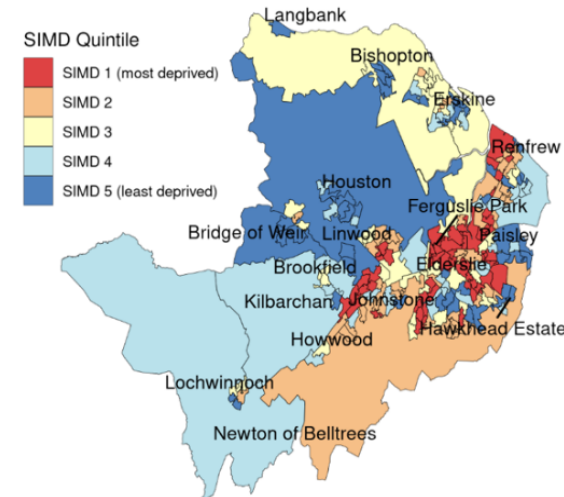 Langbank
SIMD Quintile
SIMD 1 (most deprived)
SIMD 2
SIMD 3
SIMD 4
SIMD 5 (least deprived)
Bishopton
Erskine
Renfrew
Houston
Ferguslie Park
Bridge of Weir
Linwood
Paisley
Brookfield
Elderslie
Kilbarchan
Johnstone
Hawkhead Estate
Howwood
Lochwinnoch
Newton of Belltrees